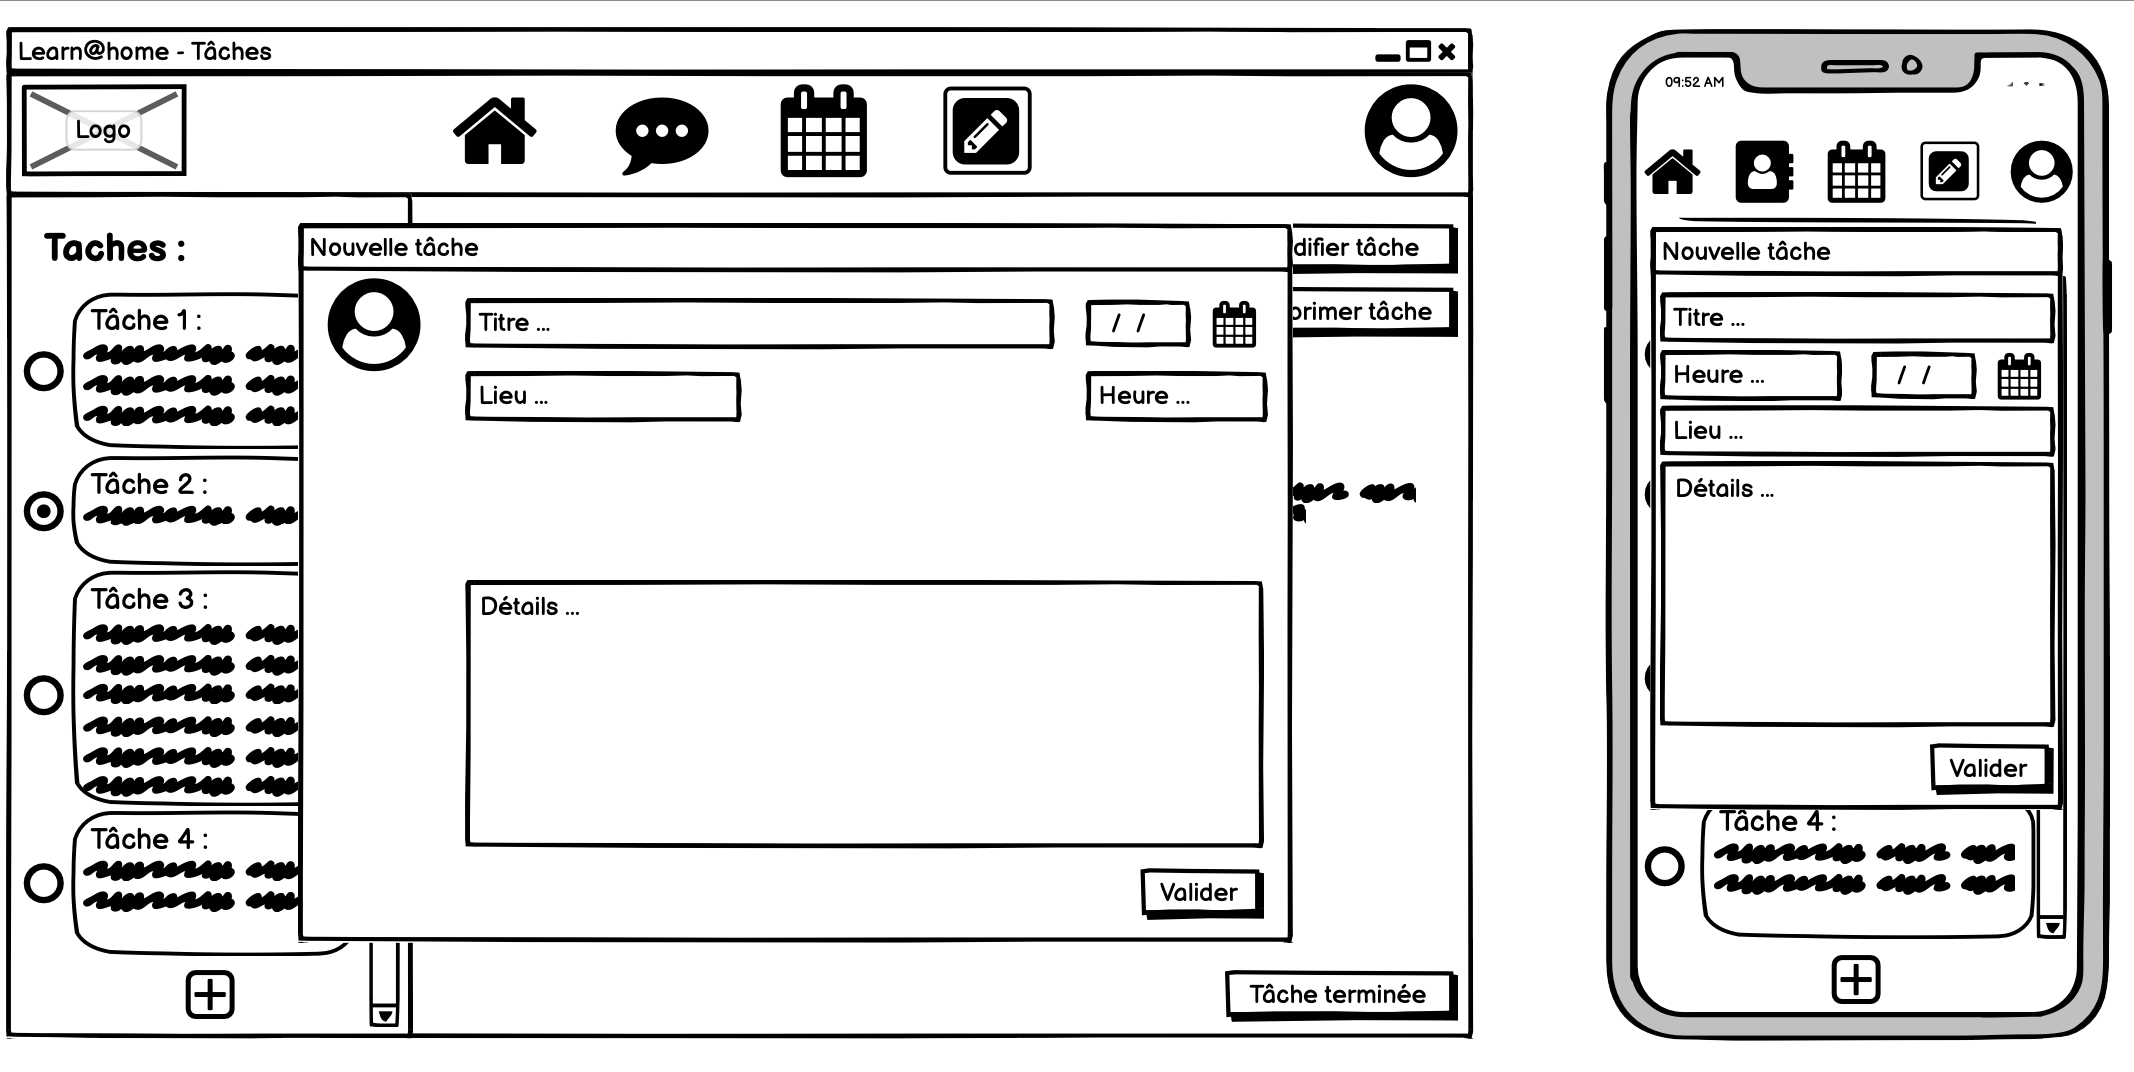 Learn@home - Tâches
Logo
Taches :
Tâche 1 :
Tâche 2 :
Tâche 3 :
Tâche 4 :
Nouvelle tâche
Titre ...
/ /
Lieu ...
Heure ...
Détails ...
Valider
difier tâche
primer tâche
Tâche terminée
09:52 AM
Nouvelle tâche
Titre ...
Heure ...
/ /
Lieu ...
Détails ...
Valider
Tâche 4 :